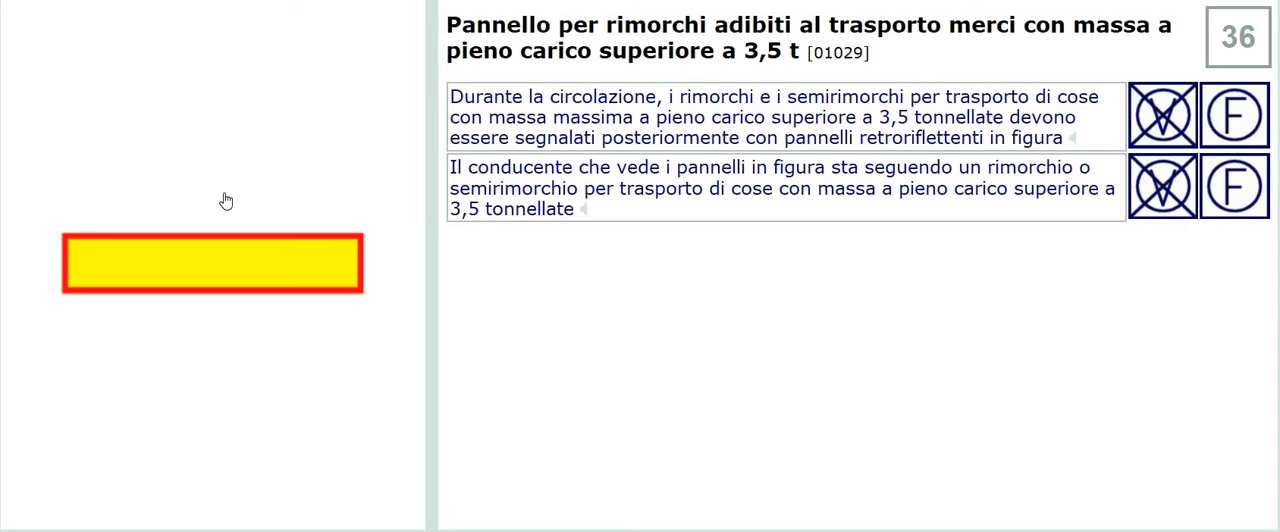 Pannello per rimorchi adibiti al trasporto merci con massa a
pieno carico superiore a 3,5 t [01029]
36
Durante la circolazione, i rimorchi e i semirimorchi per trasporto di cose
con massa massima a pieno carico superiore a 3,5 tonnellate devono
essere segnalati posteriormente con pannelli retroriflettenti in figura
V F
Il conducente che vede i pannelli in figura sta seguendo un rimorchio o
semirimorchio per trasporto di cose con massa a pieno carico superiore a
3,5 tonnellate
V F